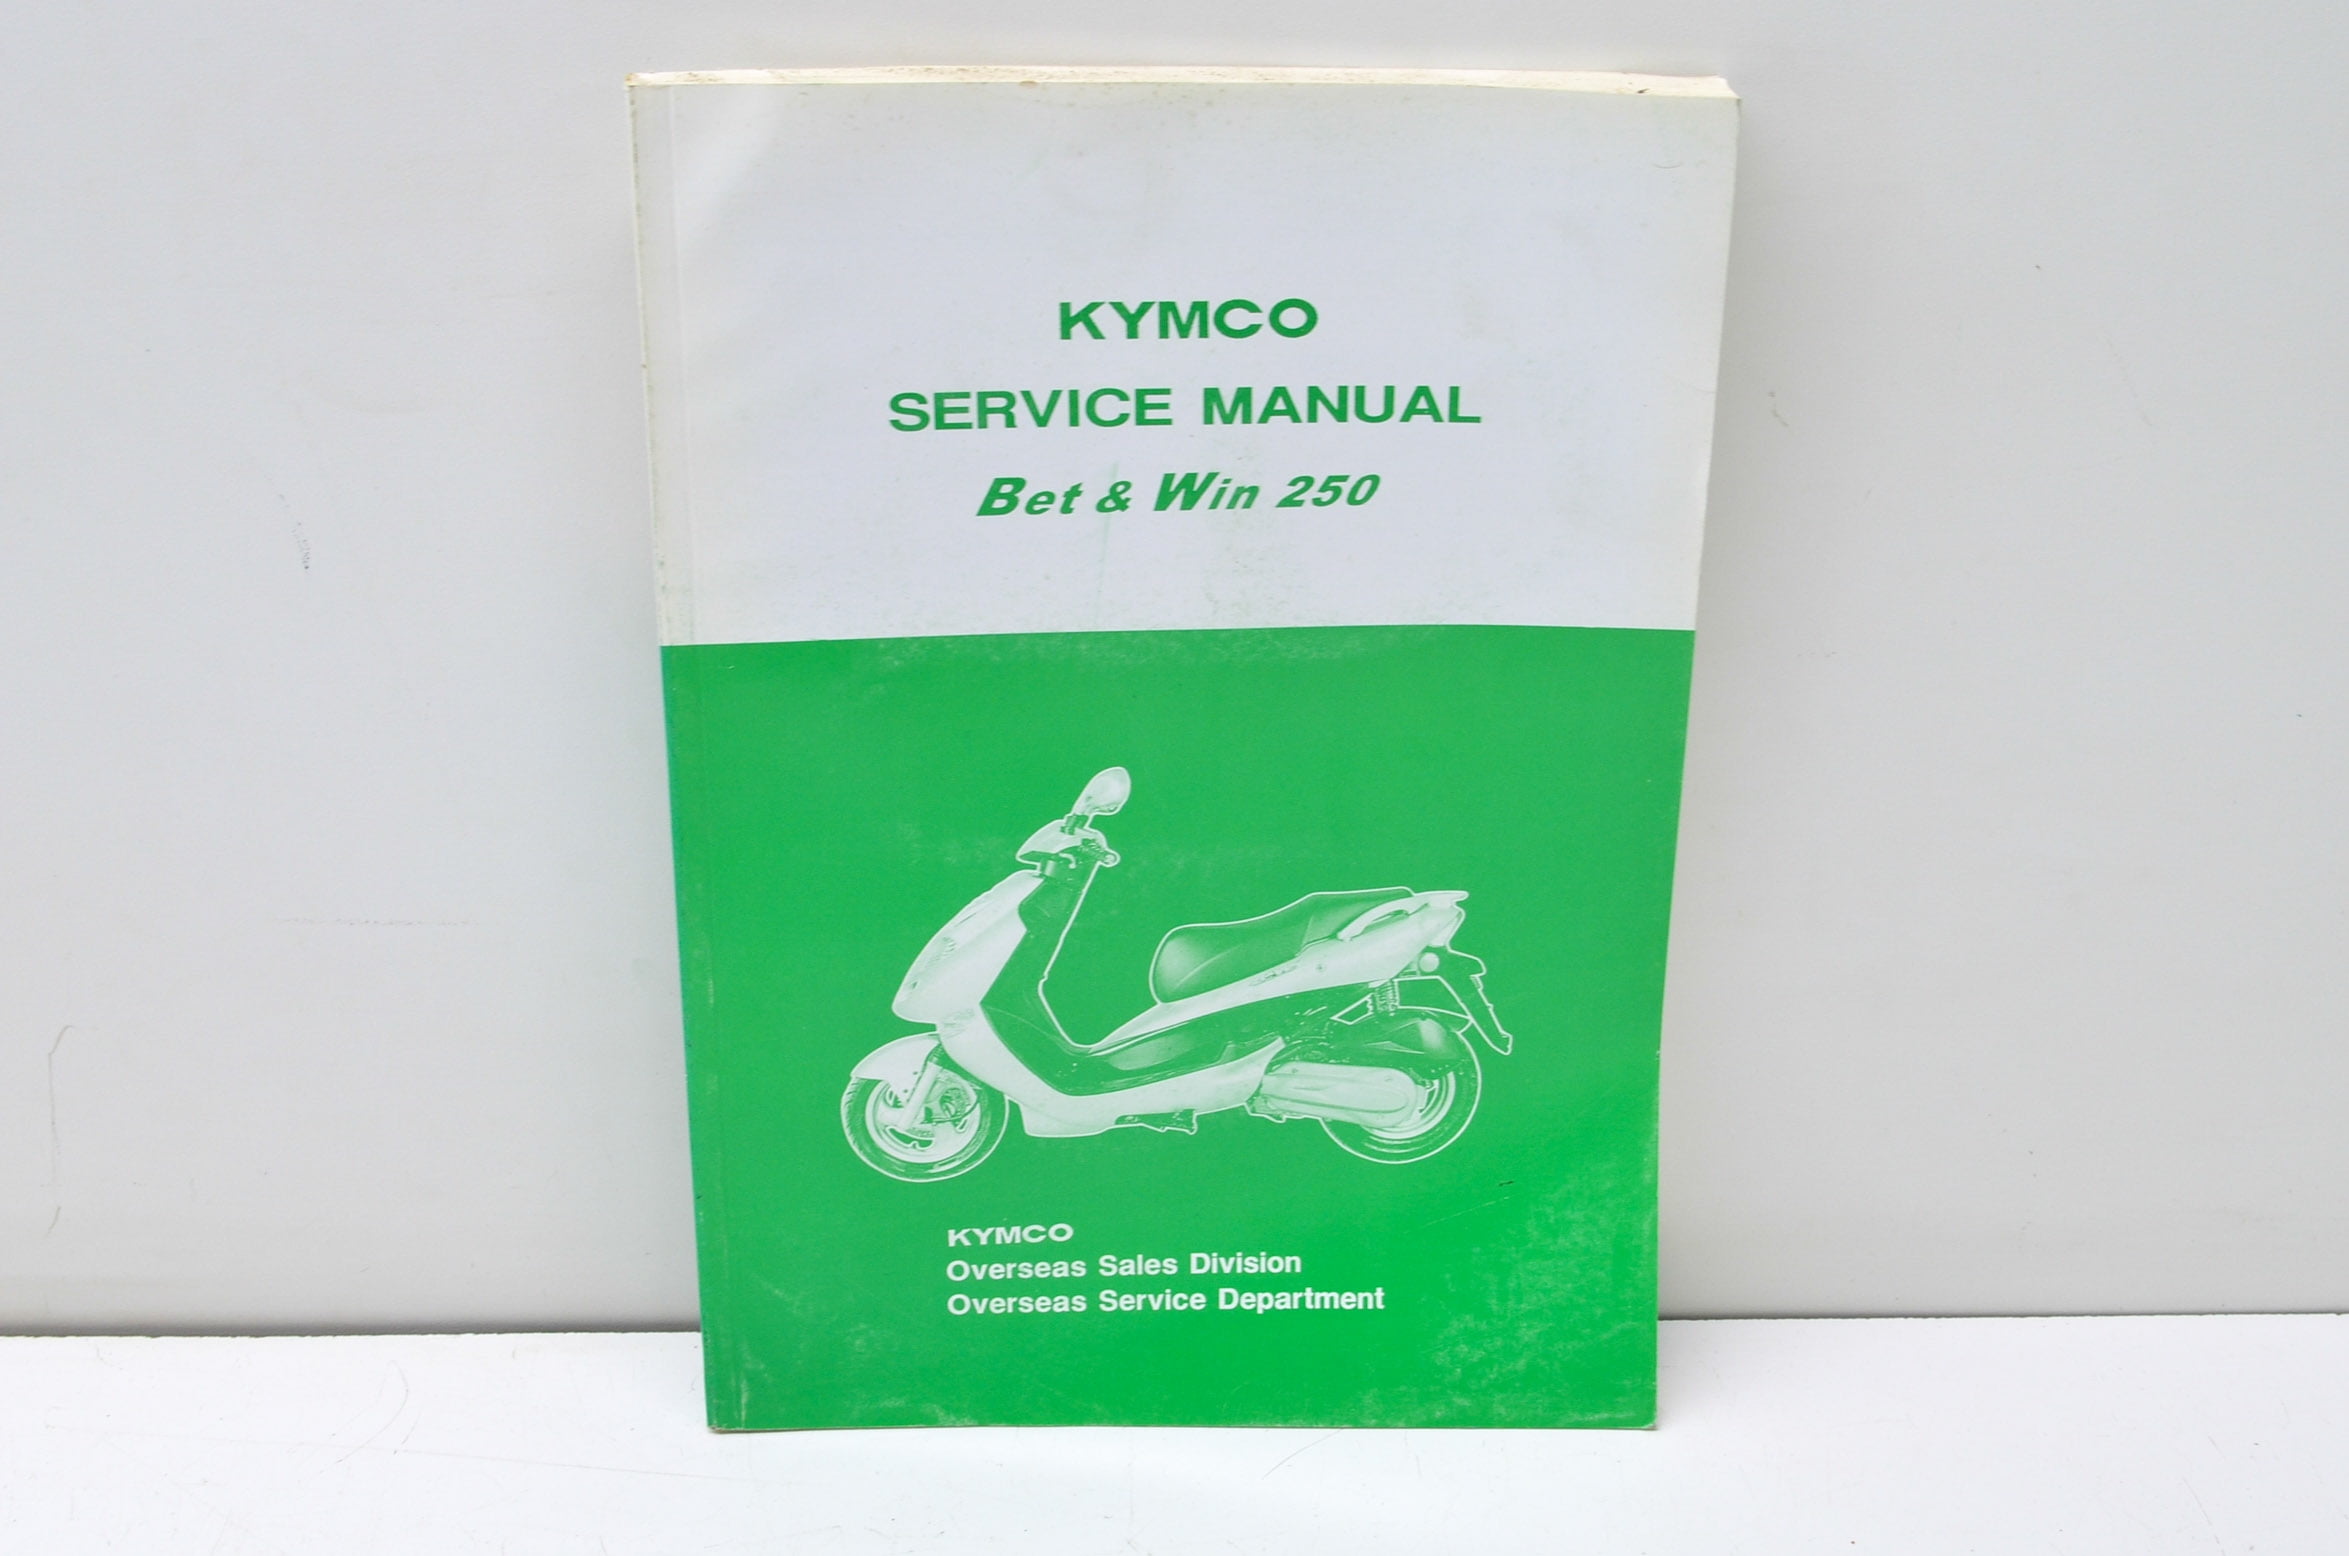 KYMCO
SERVICE MANUAL
Bet & Win 250
KYMCO
Overseas Sales Division
Overseas Service Department